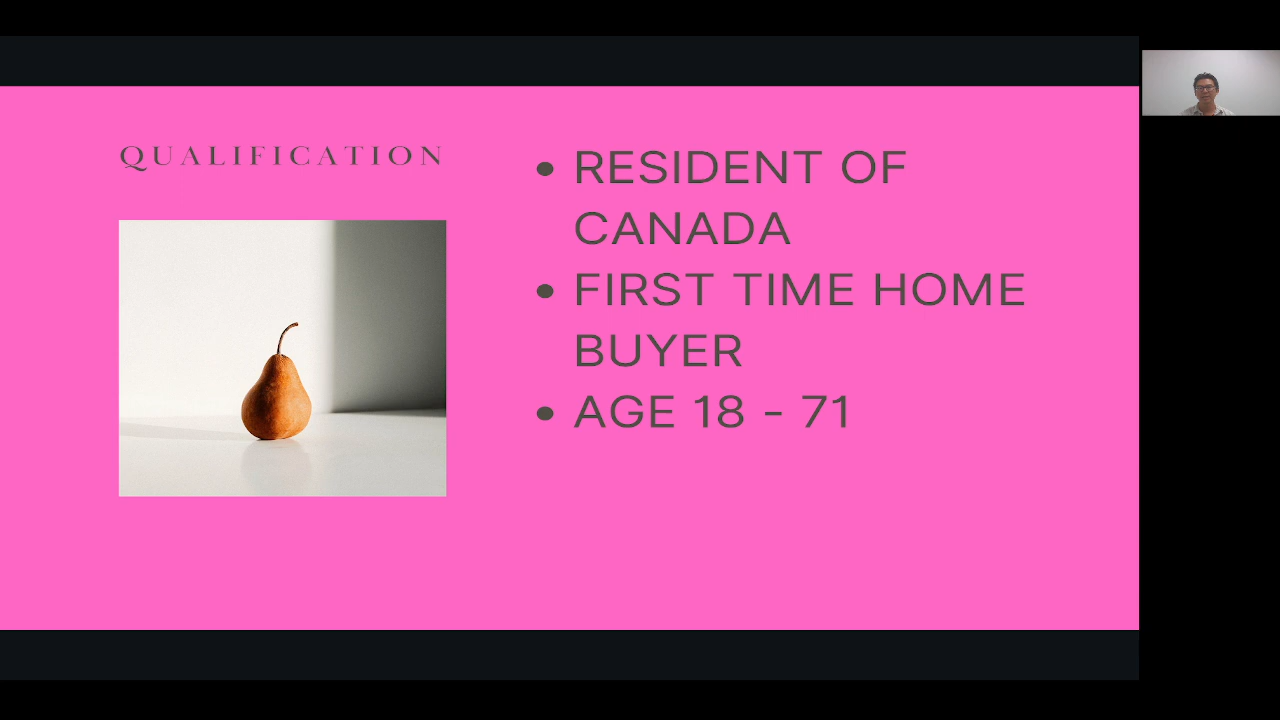 QUALIFICATION
• RESIDENT OF
CANADA
• FIRST TIME HOME
BUYER
• AGE 18 - 71